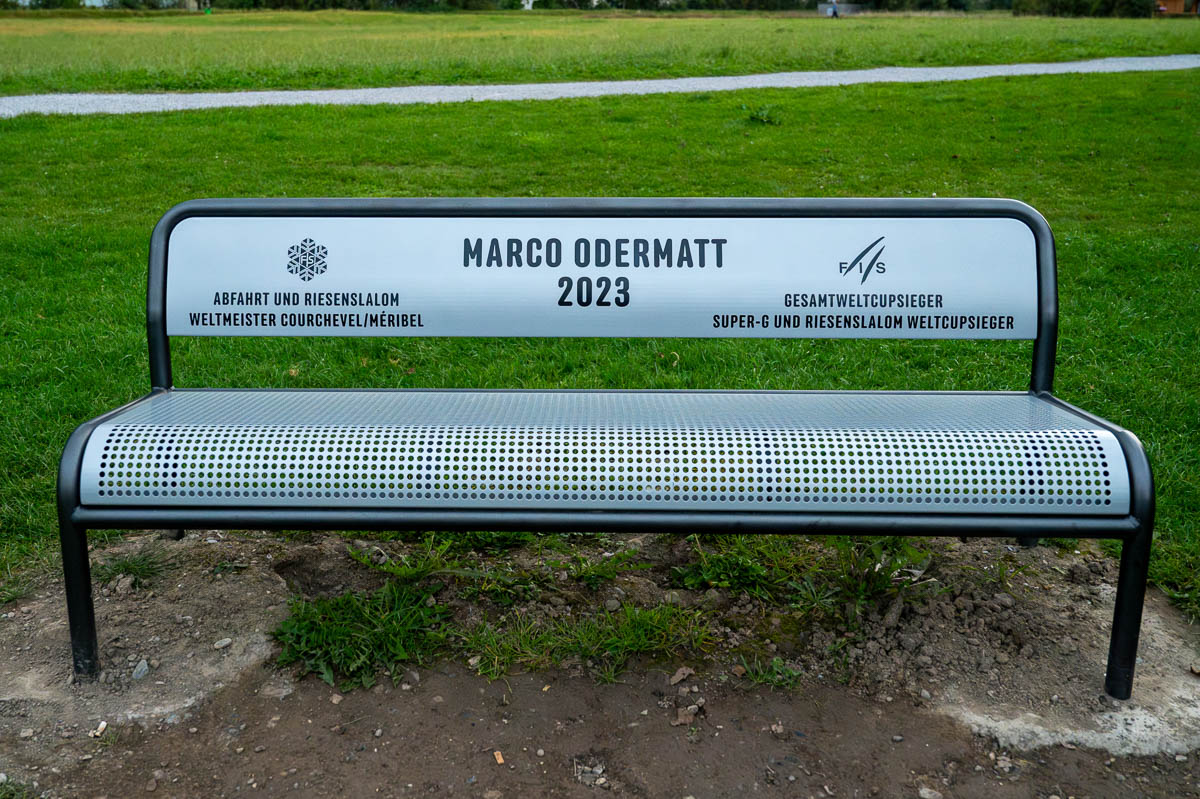 MARCO ODERMATT
2023
ABFAHRT UND RIESENSLALOM
WELTMEISTER COURCHEVEL/MÉRIBEL
FIS
GESAMTWELTCUPSIEGER
SUPER-G UND RIESENSLALOM WELTCUPSIEGER